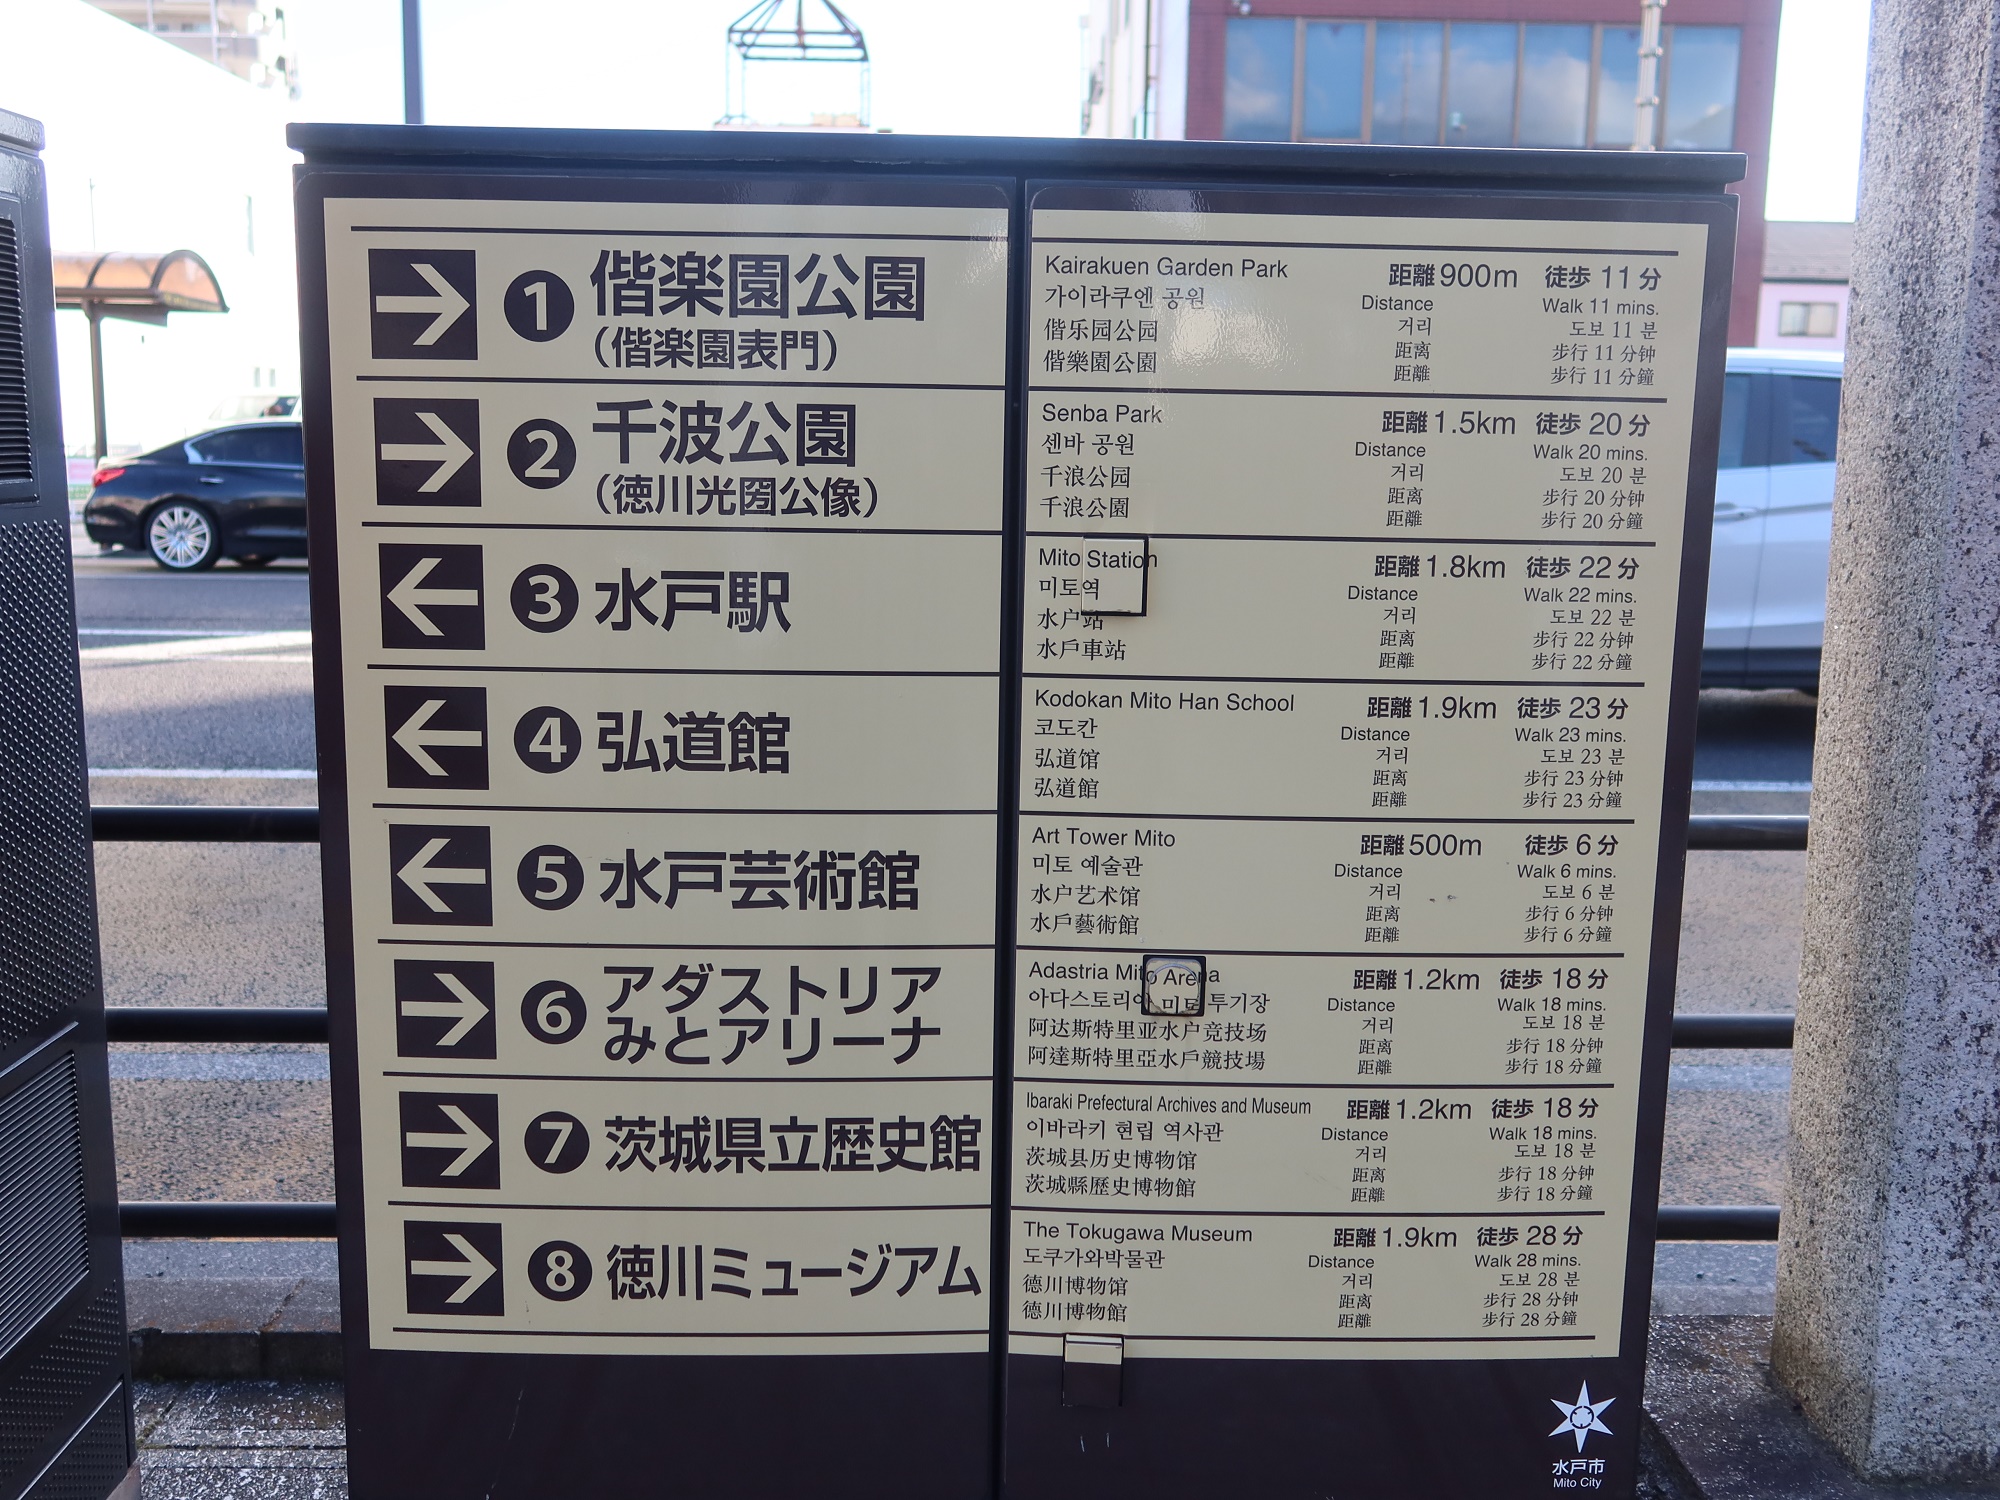 1 偕楽園公園
（偕楽園表門）
Kairakuen Garden Park
가이라쿠엔 공원
偕乐园公园
偕樂園公園
距離 900m 徒歩 11 分
Distance Walk 11 mins.
거리 도보 11 분
距离 步行 11 分钟
距離 步行 11 分鐘
2 千波公園
（徳川光圀公像）
Senba Park
센바 공원
千浪公园
千浪公園
距離 1.5km 徒歩 20 分
Distance Walk 20 mins.
거리 도보 20 분
距离 步行 20 分钟
距離 步行 20 分鐘
3 水戸駅
Mito Station
미토역
水户站
水戶車站
距離 1.8km 徒歩 22 分
Distance Walk 22 mins.
거리 도보 22 분
距离 步行 22 分钟
距離 步行 22 分鐘
4 弘道館
Kodokan Mito Han School
코도칸
弘道馆
弘道館
距離 1.9km 徒歩 23 分
Distance Walk 23 mins.
거리 도보 23 분
距离 步行 23 分钟
距離 步行 23 分鐘
5 水戸芸術館
Art Tower Mito
미토 예술관
水户艺术馆
水戶藝術館
距離 500m 徒歩 6 分
Distance Walk 6 mins.
거리 도보 6 분
距离 步行 6 分钟
距離 步行 6 分鐘
6 アダストリア
みとアリーナ
Adastria Mito Arena
아다스토리아 미토 투기장
阿达斯特里亚水户竞技场
阿達斯特里亞水戶競技場
距離 1.2km 徒歩 18 分
Distance Walk 18 mins.
거리 도보 18 분
距离 步行 18 分钟
距離 步行 18 分鐘
7 茨城県立歴史館
Ibaraki Prefectural Archives and Museum
이바라키 현립 역사관
茨城县历史博物馆
茨城縣歷史博物館
距離 1.2km 徒歩 18 分
Distance Walk 18 mins.
거리 도보 18 분
距离 步行 18 分钟
距離 步行 18 分鐘
8 徳川ミュージアム
The Tokugawa Museum
도쿠가와박물관
德川博物馆
德川博物館
距離 1.9km 徒歩 28 分
Distance Walk 28 mins.
거리 도보 28 분
距离 步行 28 分钟
距離 步行 28 分鐘
水戸市
Mito City